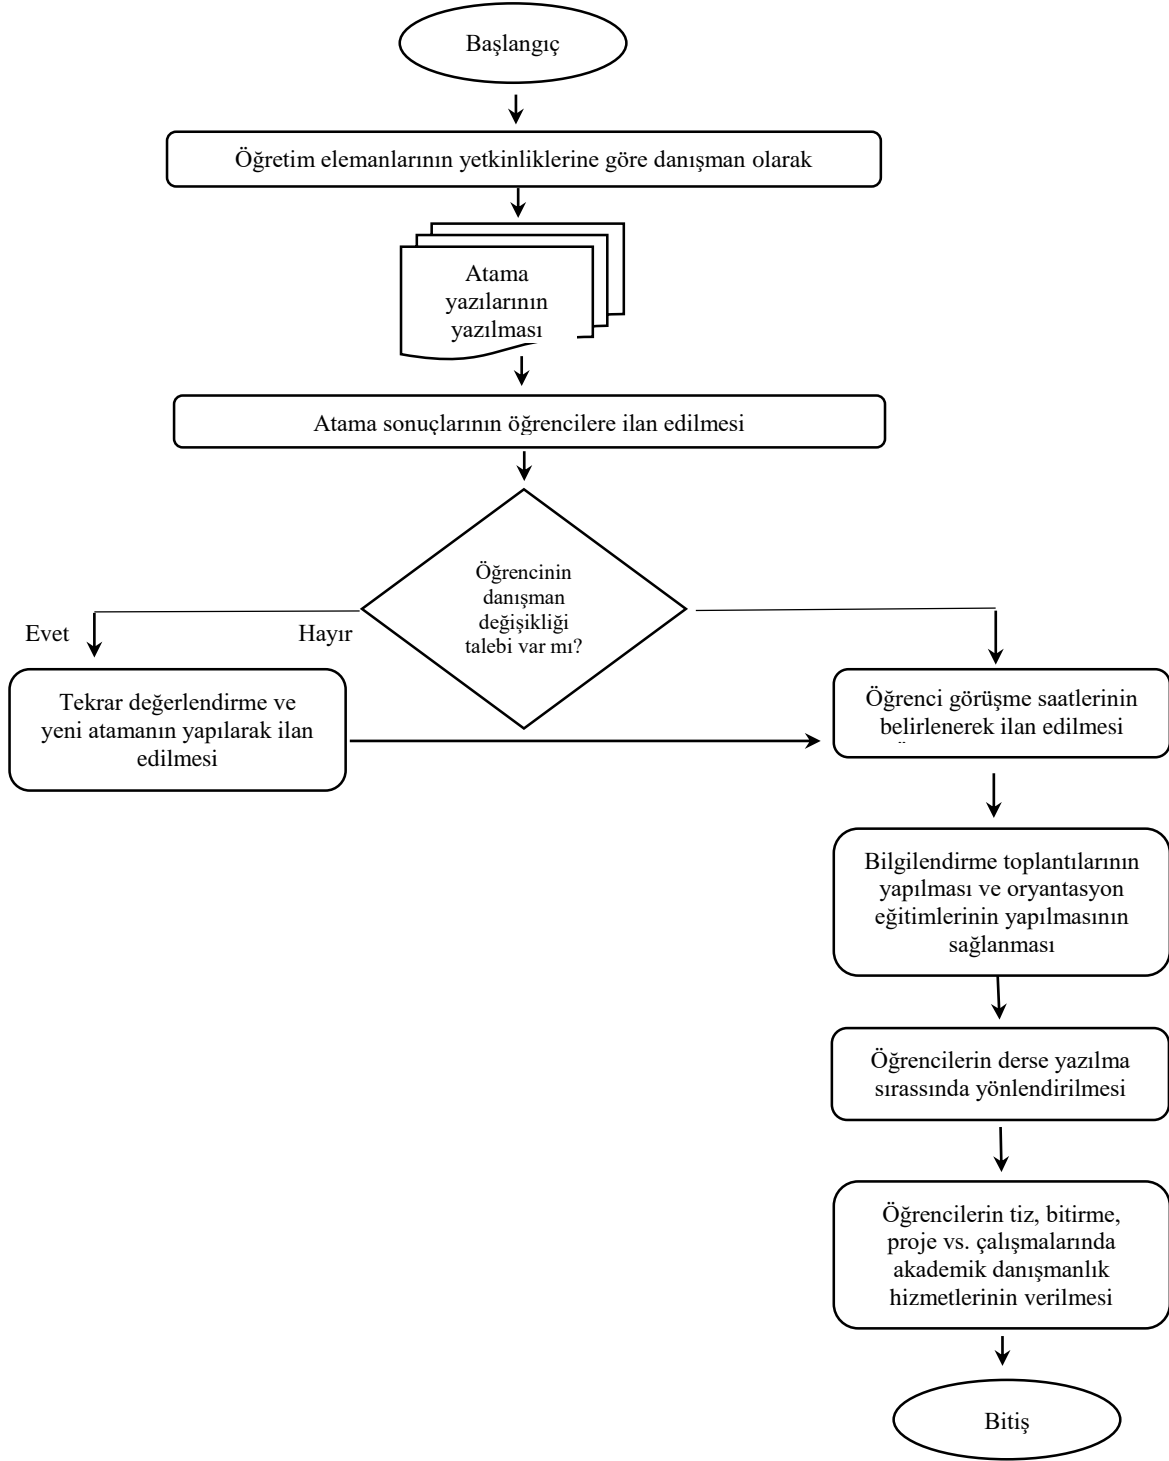 Başlangıç
Öğretim elemanlarının yetkinliklerine göre danışman olarak
Atama
yazılarının
yazılması
Atama sonuçlarının öğrencilere ilan edilmesi
Öğrencinin
danışman
değişikliği
talebi var mı?
Evet
Hayır
Tekrar değerlendirme ve
yeni atamanın yapılarak ilan
edilmesi
Öğrenci görüşme saatlerinin
belirlenerek ilan edilmesi
Bilgilendirme toplantılarının
yapılması ve oryantasyon
eğitimlerinin yapılmasının
sağlanması
Öğrencilerin derse yazılma
sırassında yönlendirilmesi
Öğrencilerin tiz, bitirme,
proje vs. çalışmalarında
akademik danışmanlık
hizmetlerinin verilmesi
Bitiş